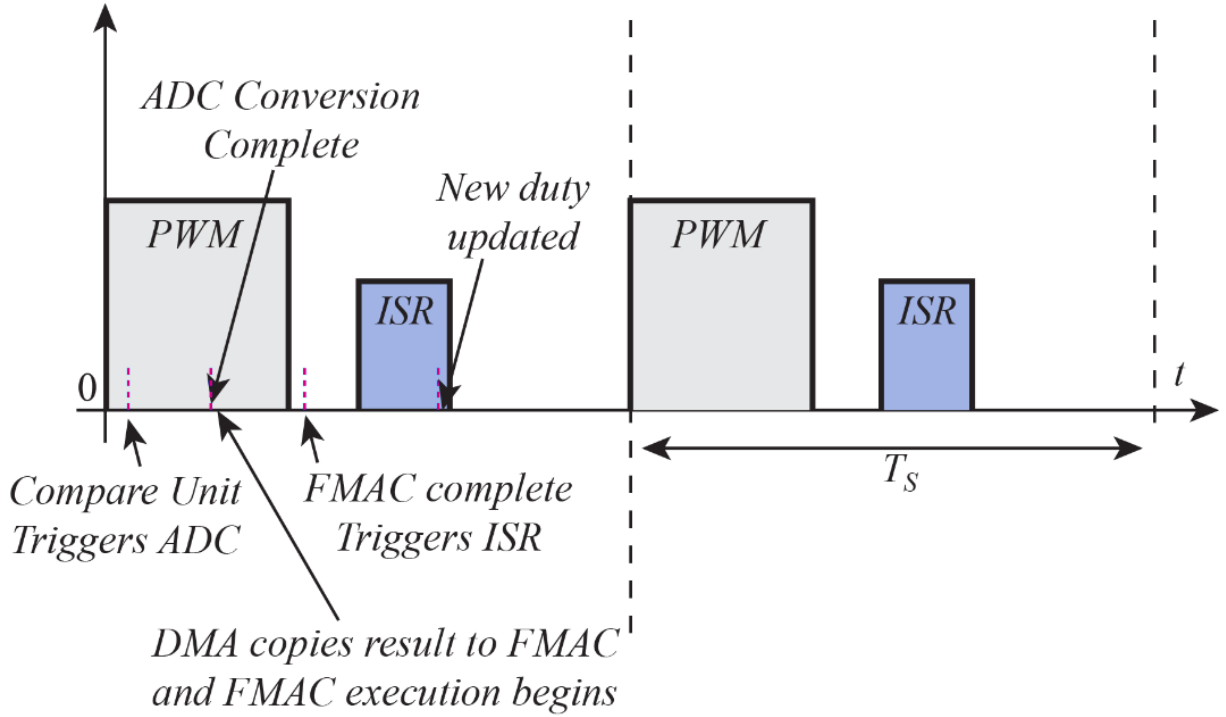 ADC Conversion
Complete
New duty
updated
PWM
PWM
ISR
ISR
0
t
Compare Unit
Triggers ADC
FMAC complete
Triggers ISR
T_S
DMA copies result to FMAC
and FMAC execution begins